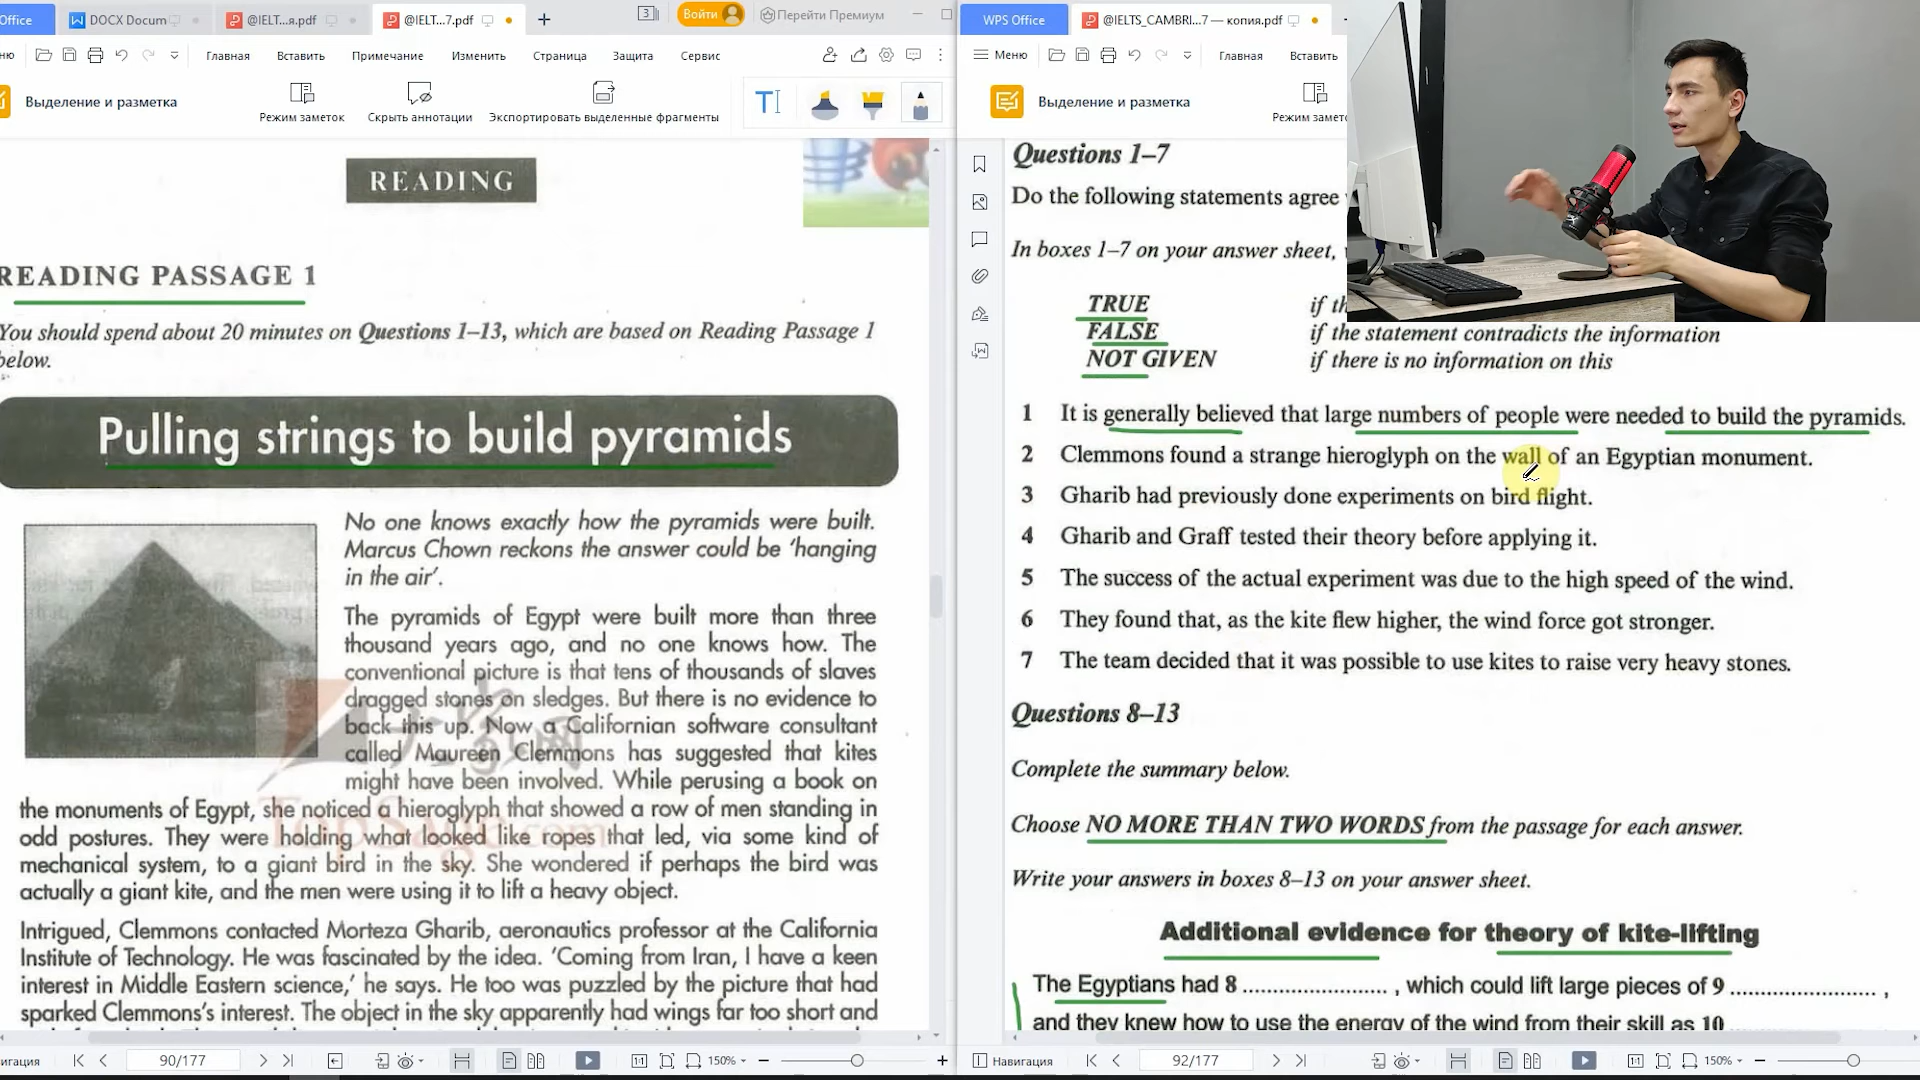 Office
DOCX Docum
@IELT...я.pdf
@IELT...7.pdf
3
Войти
Перейти Премиум
ню
Главная
Вставить
Примечание
Изменить
Страница
Защита
Сервис
Выделение и разметка
Режим заметок
Скрыть аннотации
Экспортировать выделенные фрагменты
READING
READING PASSAGE 1
You should spend about 20 minutes on Questions 1–13, which are based on Reading Passage 1
below.
Pulling strings to build pyramids
No one knows exactly how the pyramids were built.
Marcus Chown reckons the answer could be ‘hanging
in the air’.
The pyramids of Egypt were built more than three
thousand years ago, and no one knows how. The
conventional picture is that tens of thousands of slaves
dragged stones on sledges. But there is no evidence to
back this up. Now a Californian software consultant
called Maureen Clemmons has suggested that kites
might have been involved. While perusing a book on
the monuments of Egypt, she noticed a hieroglyph that showed a row of men standing in
odd postures. They were holding what looked like ropes that led, via some kind of
mechanical system, to a giant bird in the sky. She wondered if perhaps the bird was
actually a giant kite, and the men were using it to lift a heavy object.
Intrigued, Clemmons contacted Morteza Gharib, aeronautics professor at the California
Institute of Technology. He was fascinated by the idea. ‘Coming from Iran, I have a keen
interest in Middle Eastern science,’ he says. He too was puzzled by the picture that had
sparked Clemmons’s interest. The object in the sky apparently had wings far too short and
TopSage.com
игация
90/177
150%
WPS Office
@IELTS_CAMBRI...7 — копия.pdf
Меню
Главная
Вставить
Выделение и разметка
Режим замето
Questions 1–7
Do the following statements agree
In boxes 1–7 on your answer sheet,
TRUE if th
FALSE if the statement contradicts the information
NOT GIVEN if there is no information on this
1 It is generally believed that large numbers of people were needed to build the pyramids.
2 Clemmons found a strange hieroglyph on the wall of an Egyptian monument.
3 Gharib had previously done experiments on bird flight.
4 Gharib and Graff tested their theory before applying it.
5 The success of the actual experiment was due to the high speed of the wind.
6 They found that, as the kite flew higher, the wind force got stronger.
7 The team decided that it was possible to use kites to raise very heavy stones.
Questions 8–13
Complete the summary below.
Choose NO MORE THAN TWO WORDS from the passage for each answer.
Write your answers in boxes 8–13 on your answer sheet.
Additional evidence for theory of kite-lifting
The Egyptians had 8 ........................ , which could lift large pieces of 9 ........................ ,
and they knew how to use the energy of the wind from their skill as 10
Навигация
92/177
150%